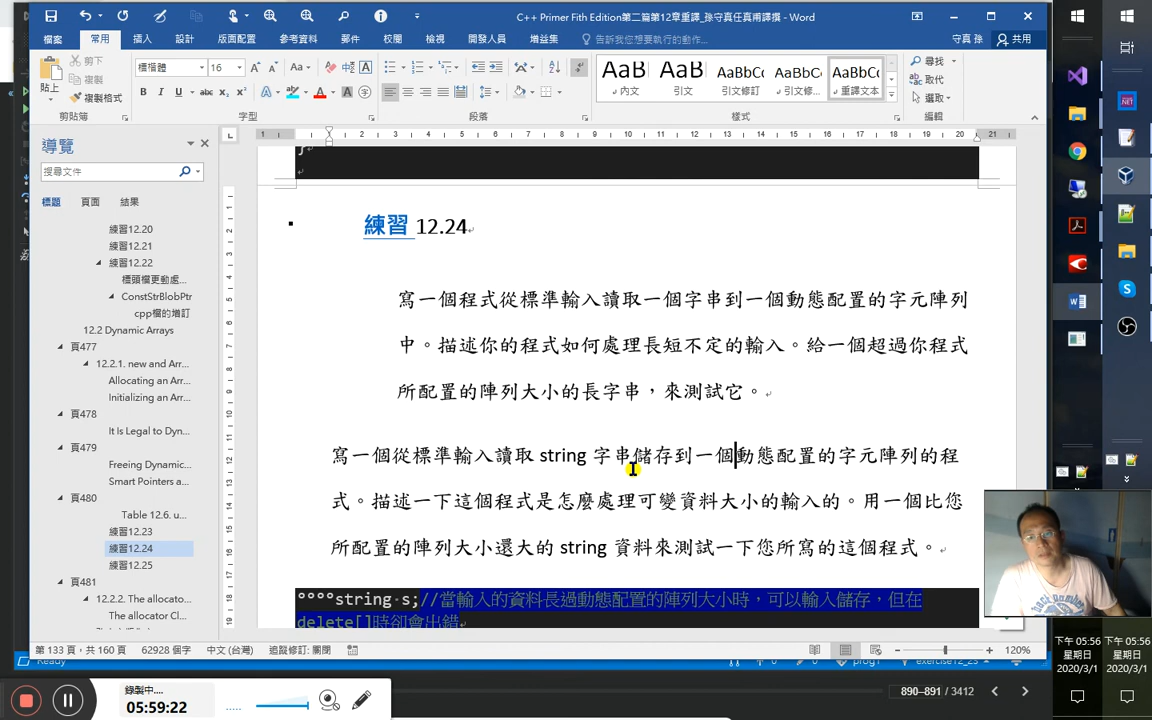 C++ Primer Fifth Edition第二篇第12章重譯_孫守真任真甫譯撰 - Word
檔案 常用 插入 設計 版面配置 參考資料 郵件 校閱 檢視 開發人員 增益集 告訴我您想要執行的動作... 守真 孫 共用
貼上 剪下 複製 複製格式 剪貼簿
標楷體 16 字型
段落
AaB 內文 AaB 引文 AaBbC 引文修訂 AaBbC 引文修... AaBbCc 重譯文本 樣式
尋找 取代 選取 編輯
導覽
搜尋文件
標題 頁面 結果
練習12.20
練習12.21
練習12.22
標頭檔更動處...
ConstStrBlobPtr
cpp檔的增訂
12.2 Dynamic Arrays
頁477
12.2.1. new and Arr...
Allocating an Arr...
Initializing an Arr...
頁478
It Is Legal to Dyn...
頁479
Freeing Dynamic...
Smart Pointers a...
頁480
Table 12.6. u...
練習12.23
練習12.24
練習12.25
頁481
12.2.2. The allocato...
The allocator Cl...
練習 12.24
寫一個程式從標準輸入讀取一個字串到一個動態配置的字元陣列
中。描述你的程式如何處理長短不定的輸入。給一個超過你程式
所配置的陣列大小的長字串，來測試它。
寫一個從標準輸入讀取 string 字串儲存到一個動態配置的字元陣列的程
式。描述一下這個程式是怎麼處理可變資料大小的輸入的。用一個比您
所配置的陣列大小還大的 string 資料來測試一下您所寫的這個程式。
string s;//當輸入的資料長過動態配置的陣列大小時，可以輸入儲存，但在
delete[]時卻會出錯
第 133 頁，共 160 頁 62928 個字 中文 (台灣) 追蹤修訂: 關閉 120%
Ready prog1 exercise12_25
錄製中....
05:59:22
890–891 / 3412
下午 05:56 下午 05:56
星期日 星期日
2020/3/1 2020/3/1